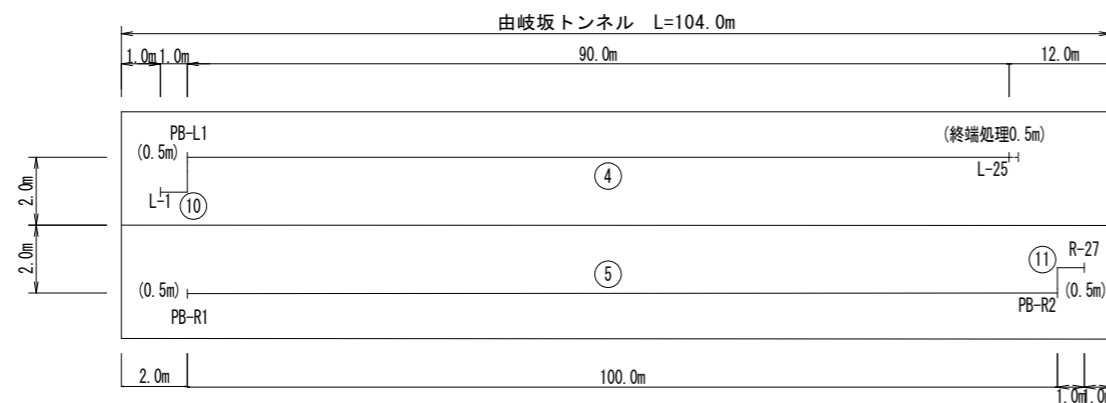 由岐坂トンネル L=104.0m
1.0m 1.0m 90.0m 12.0m
PB-L1 (終端処理0.5m)
(0.5m)
④ L-25
L-1 ⑩
2.0m
2.0m
⑤ ⑪ R-27
(0.5m) (0.5m)
PB-R1 PB-R2
2.0m 100.0m
1.0m 1.0m